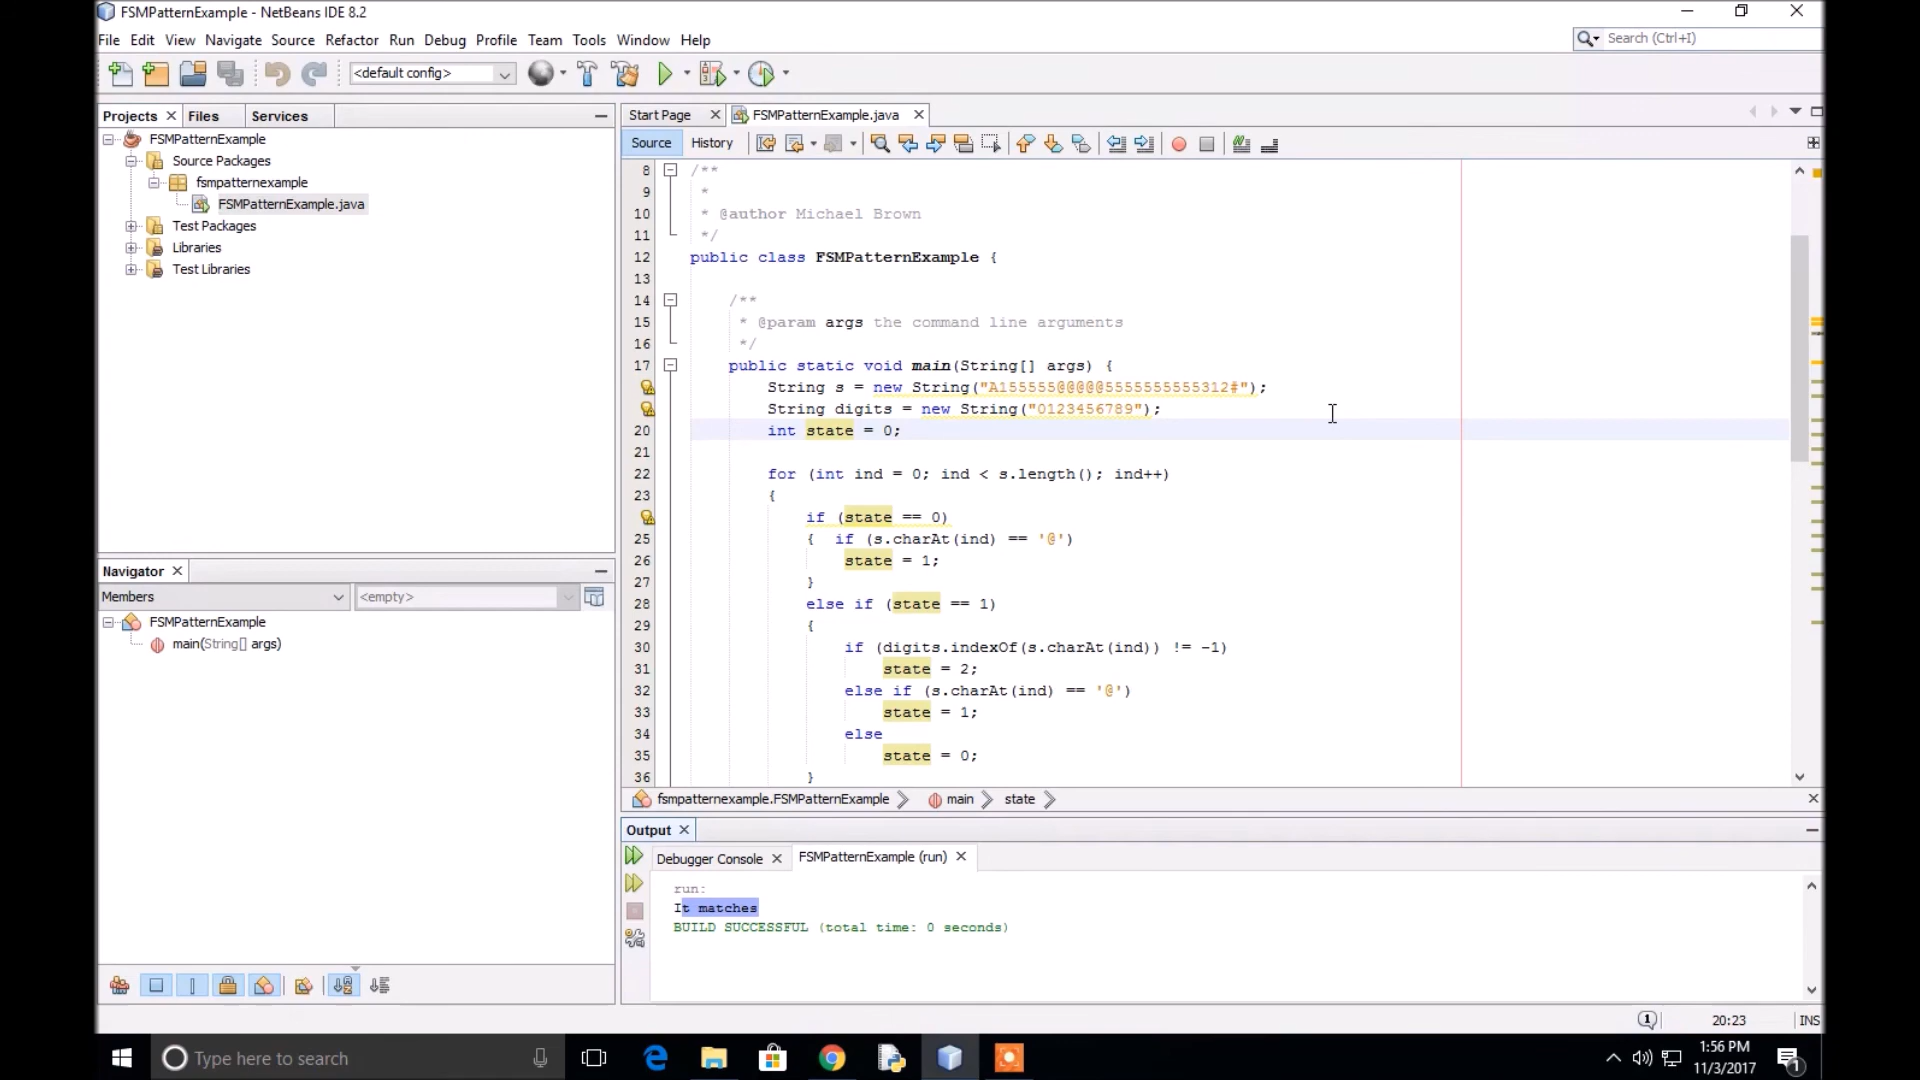 FSMPatternExample - NetBeans IDE 8.2
File Edit View Navigate Source Refactor Run Debug Profile Team Tools Window Help
Search (Ctrl+I)
<default config>
Projects Files Services
FSMPatternExample
Source Packages
fsmpatternexample
FSMPatternExample.java
Test Packages
Libraries
Test Libraries
Navigator
Members <empty>
FSMPatternExample
main(String[] args)
Start Page FSMPatternExample.java
Source History
8 /**
9 *
10 * @author Michael Brown
11 */
12 public class FSMPatternExample {
13
14 /**
15 * @param args the command line arguments
16 */
17 public static void main(String[] args) {
String s = new String("A155555@@@@@5555555555312#");
String digits = new String("0123456789");
20 int state = 0;
21
22 for (int ind = 0; ind < s.length(); ind++)
23 {
if (state == 0)
25 { if (s.charAt(ind) == '@')
26 state = 1;
27 }
28 else if (state == 1)
29 {
30 if (digits.indexOf(s.charAt(ind)) != -1)
31 state = 2;
32 else if (s.charAt(ind) == '@')
33 state = 1;
34 else
35 state = 0;
36 }
fsmpatternexample.FSMPatternExample main state
Output
Debugger Console FSMPatternExample (run)
run:
It matches
BUILD SUCCESSFUL (total time: 0 seconds)
1 20:23 INS
Type here to search
1:56 PM
11/3/2017
1